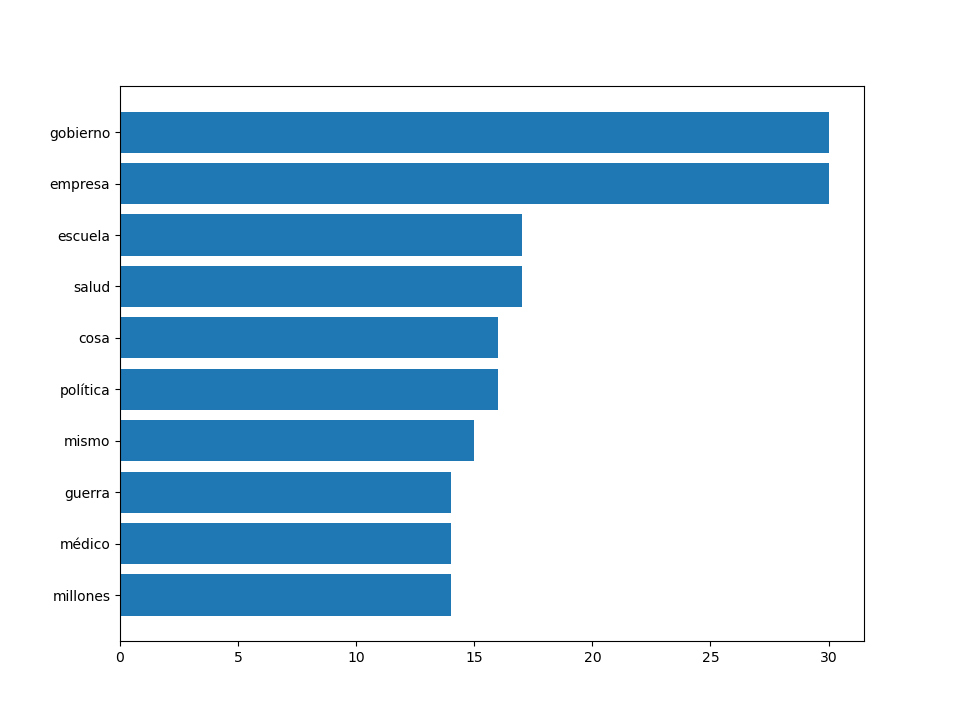 gobierno
empresa
escuela
salud
cosa
política
mismo
guerra
médico
millones
0 5 10 15 20 25 30